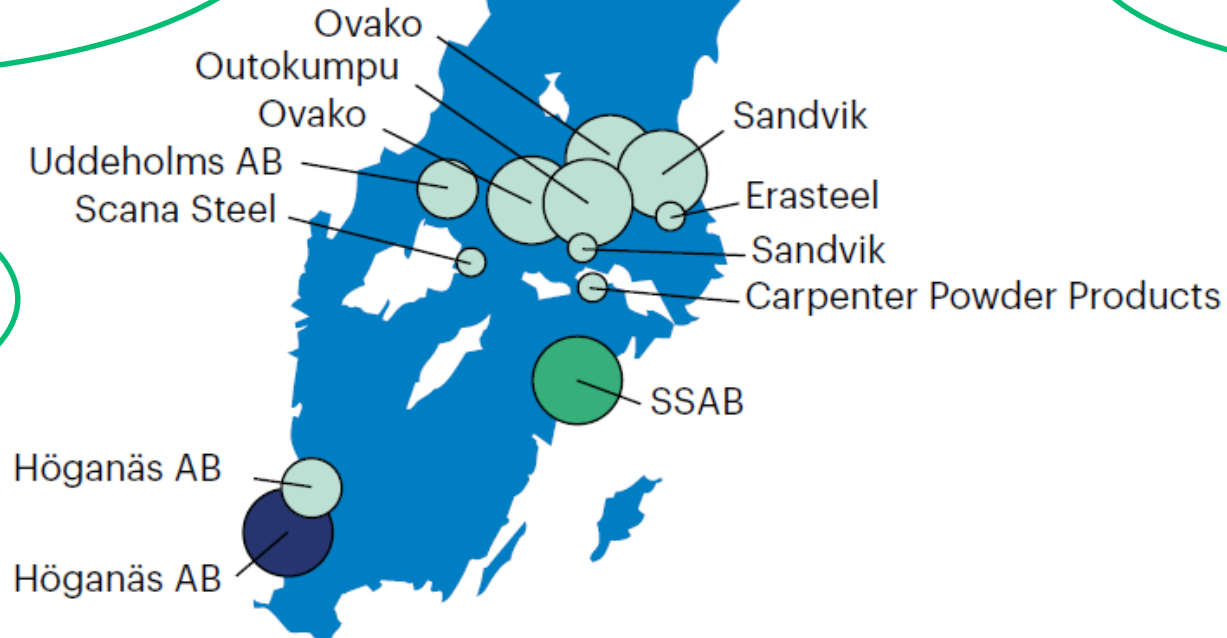 Ovako
Outokumpu
Ovako
Uddeholms AB
Scana Steel
Sandvik
Erasteel
Sandvik
Carpenter Powder Products
SSAB
Höganäs AB
Höganäs AB